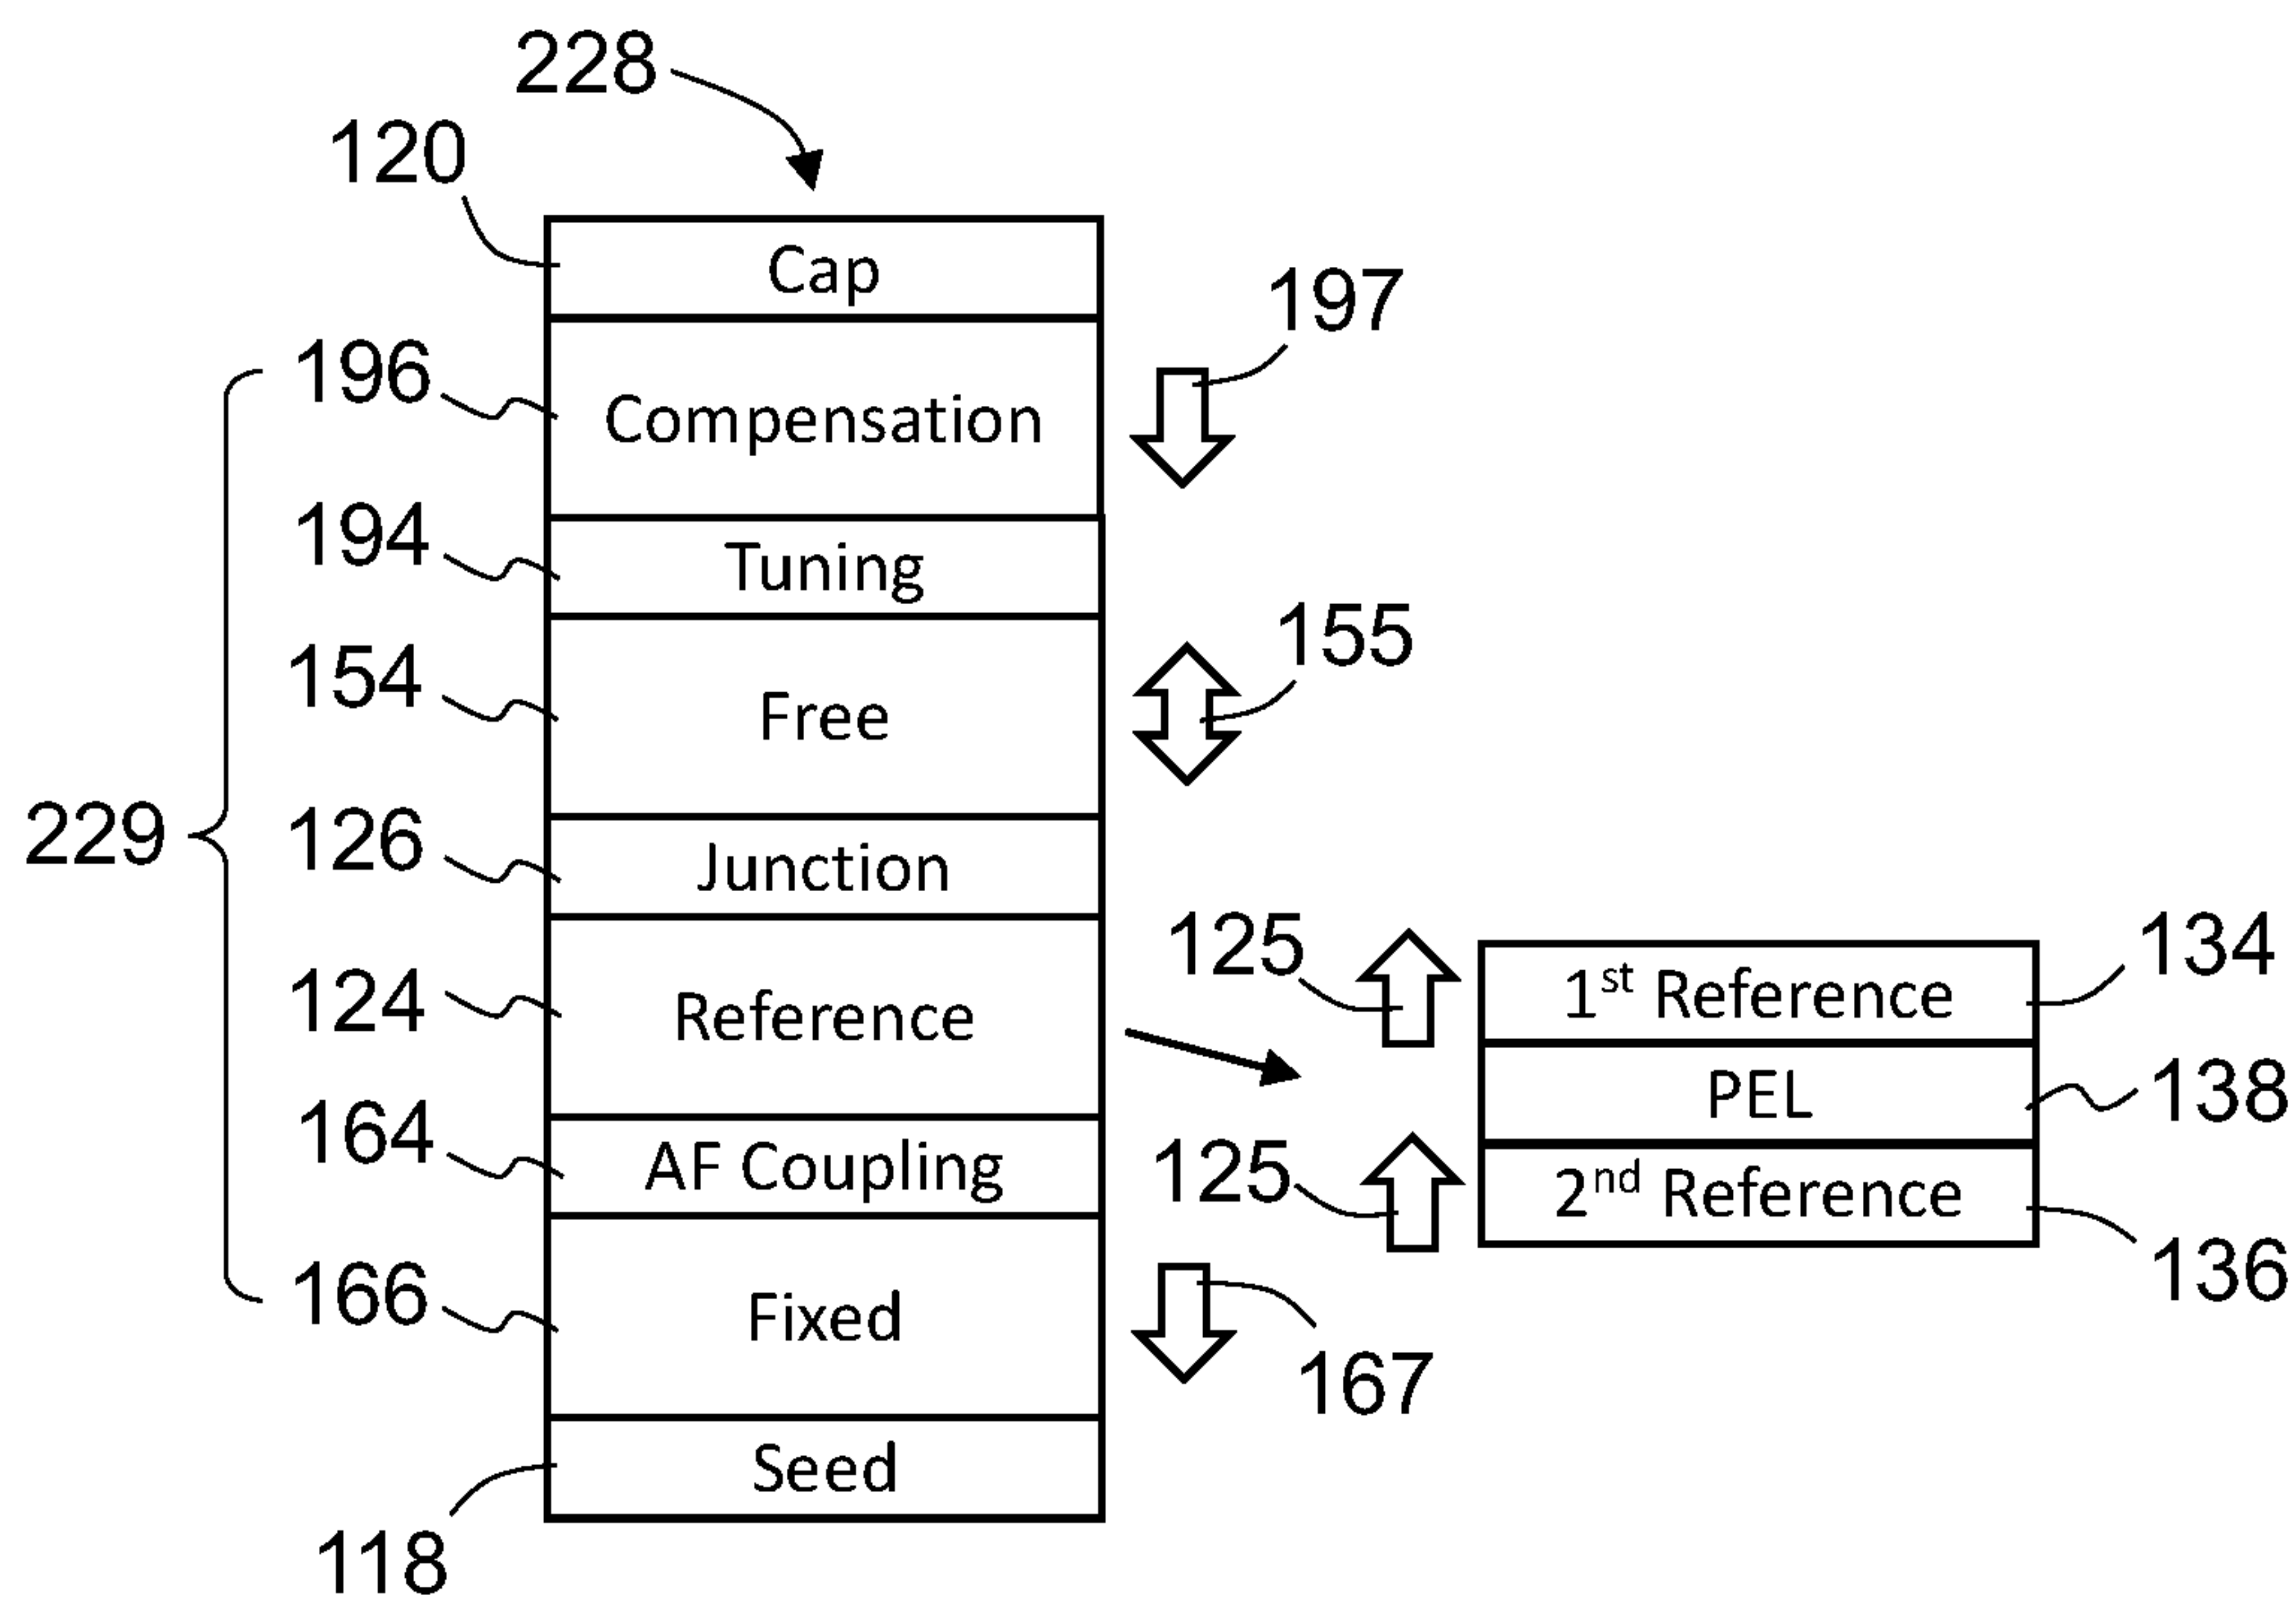 228
120
Cap
197
196
Compensation
194
Tuning
155
154
Free
229
126
Junction
125
134
1st Reference
124
Reference
138
PEL
164
AF Coupling
125
2nd Reference
136
166
Fixed
167
Seed
118